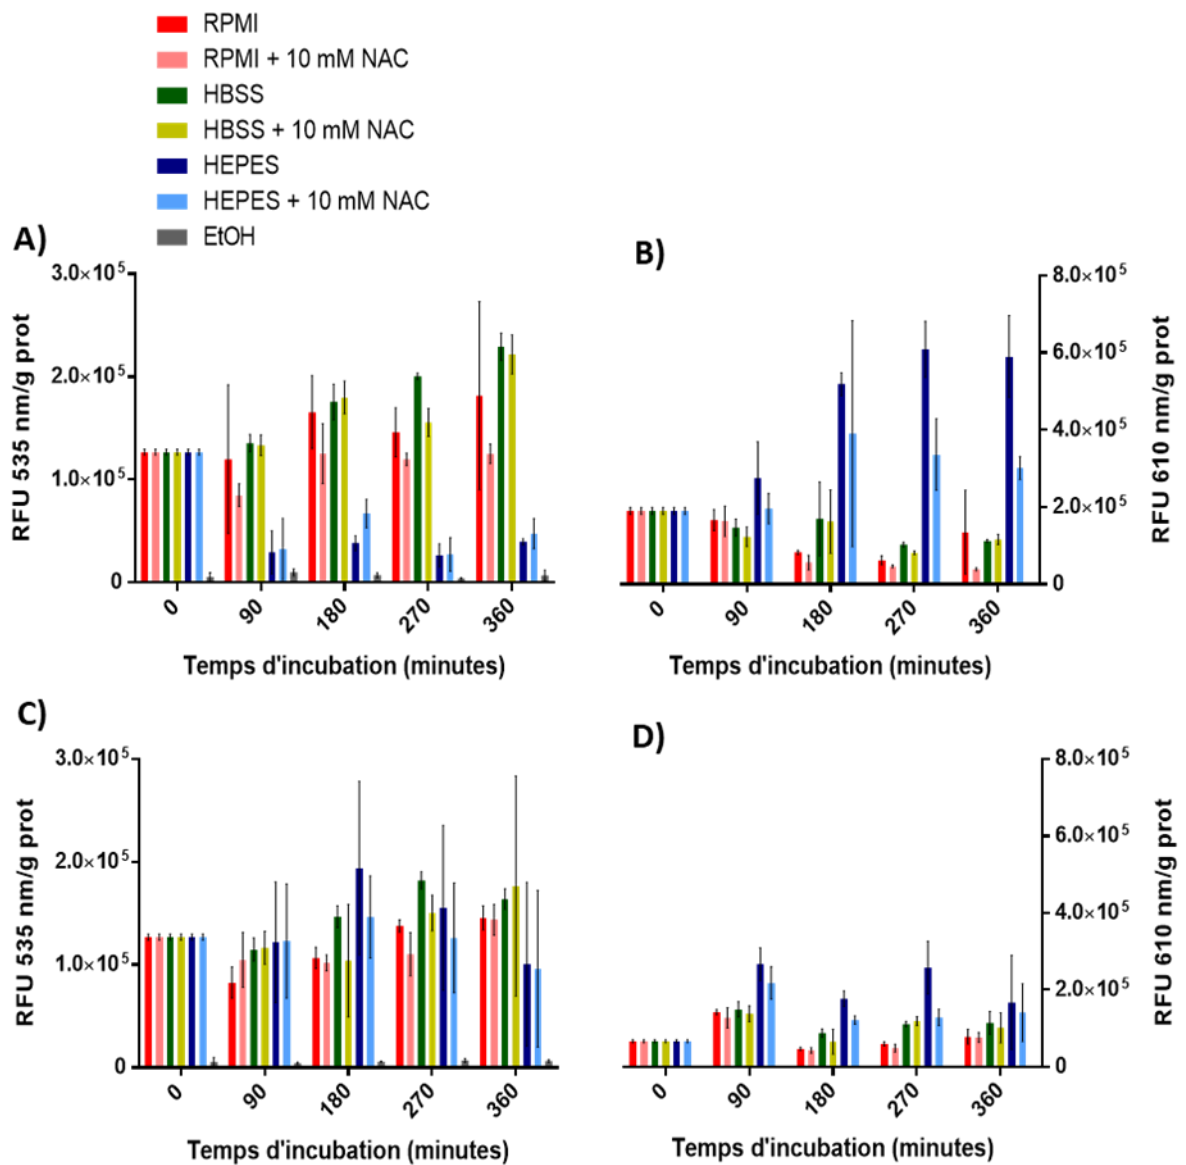 RPMI
RPMI + 10 mM NAC
HBSS
HBSS + 10 mM NAC
HEPES
HEPES + 10 mM NAC
EtOH
A)
RFU 535 nm/g prot
3.0×10⁵
2.0×10⁵
1.0×10⁵
0
0 90 180 270 360
Temps d'incubation (minutes)
B)
8.0×10⁵
6.0×10⁵
4.0×10⁵
2.0×10⁵
0
RFU 610 nm/g prot
0 90 180 270 360
Temps d'incubation (minutes)
C)
RFU 535 nm/g prot
3.0×10⁵
2.0×10⁵
1.0×10⁵
0
0 90 180 270 360
Temps d'incubation (minutes)
D)
8.0×10⁵
6.0×10⁵
4.0×10⁵
2.0×10⁵
0
RFU 610 nm/g prot
0 90 180 270 360
Temps d'incubation (minutes)